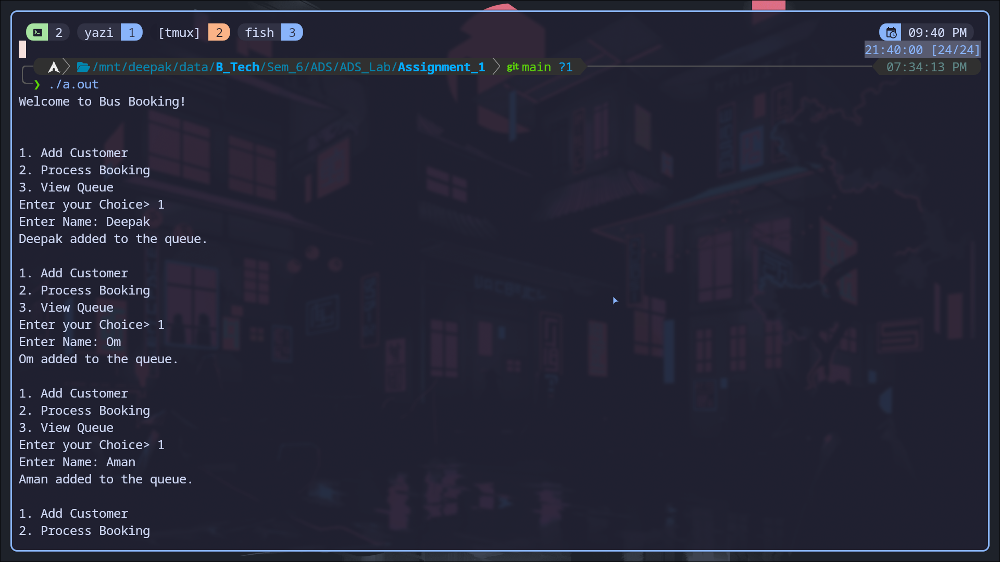 2 yazi 1 [tmux] 2 fish 3 09:40 PM
21:40:00 [24/24]
/mnt/deepak/data/B_Tech/Sem_6/ADS/ADS_Lab/Assignment_1 git main ?1 07:34:13 PM
❯ ./a.out
Welcome to Bus Booking!
1. Add Customer
2. Process Booking
3. View Queue
Enter your Choice> 1
Enter Name: Deepak
Deepak added to the queue.
1. Add Customer
2. Process Booking
3. View Queue
Enter your Choice> 1
Enter Name: Om
Om added to the queue.
1. Add Customer
2. Process Booking
3. View Queue
Enter your Choice> 1
Enter Name: Aman
Aman added to the queue.
1. Add Customer
2. Process Booking